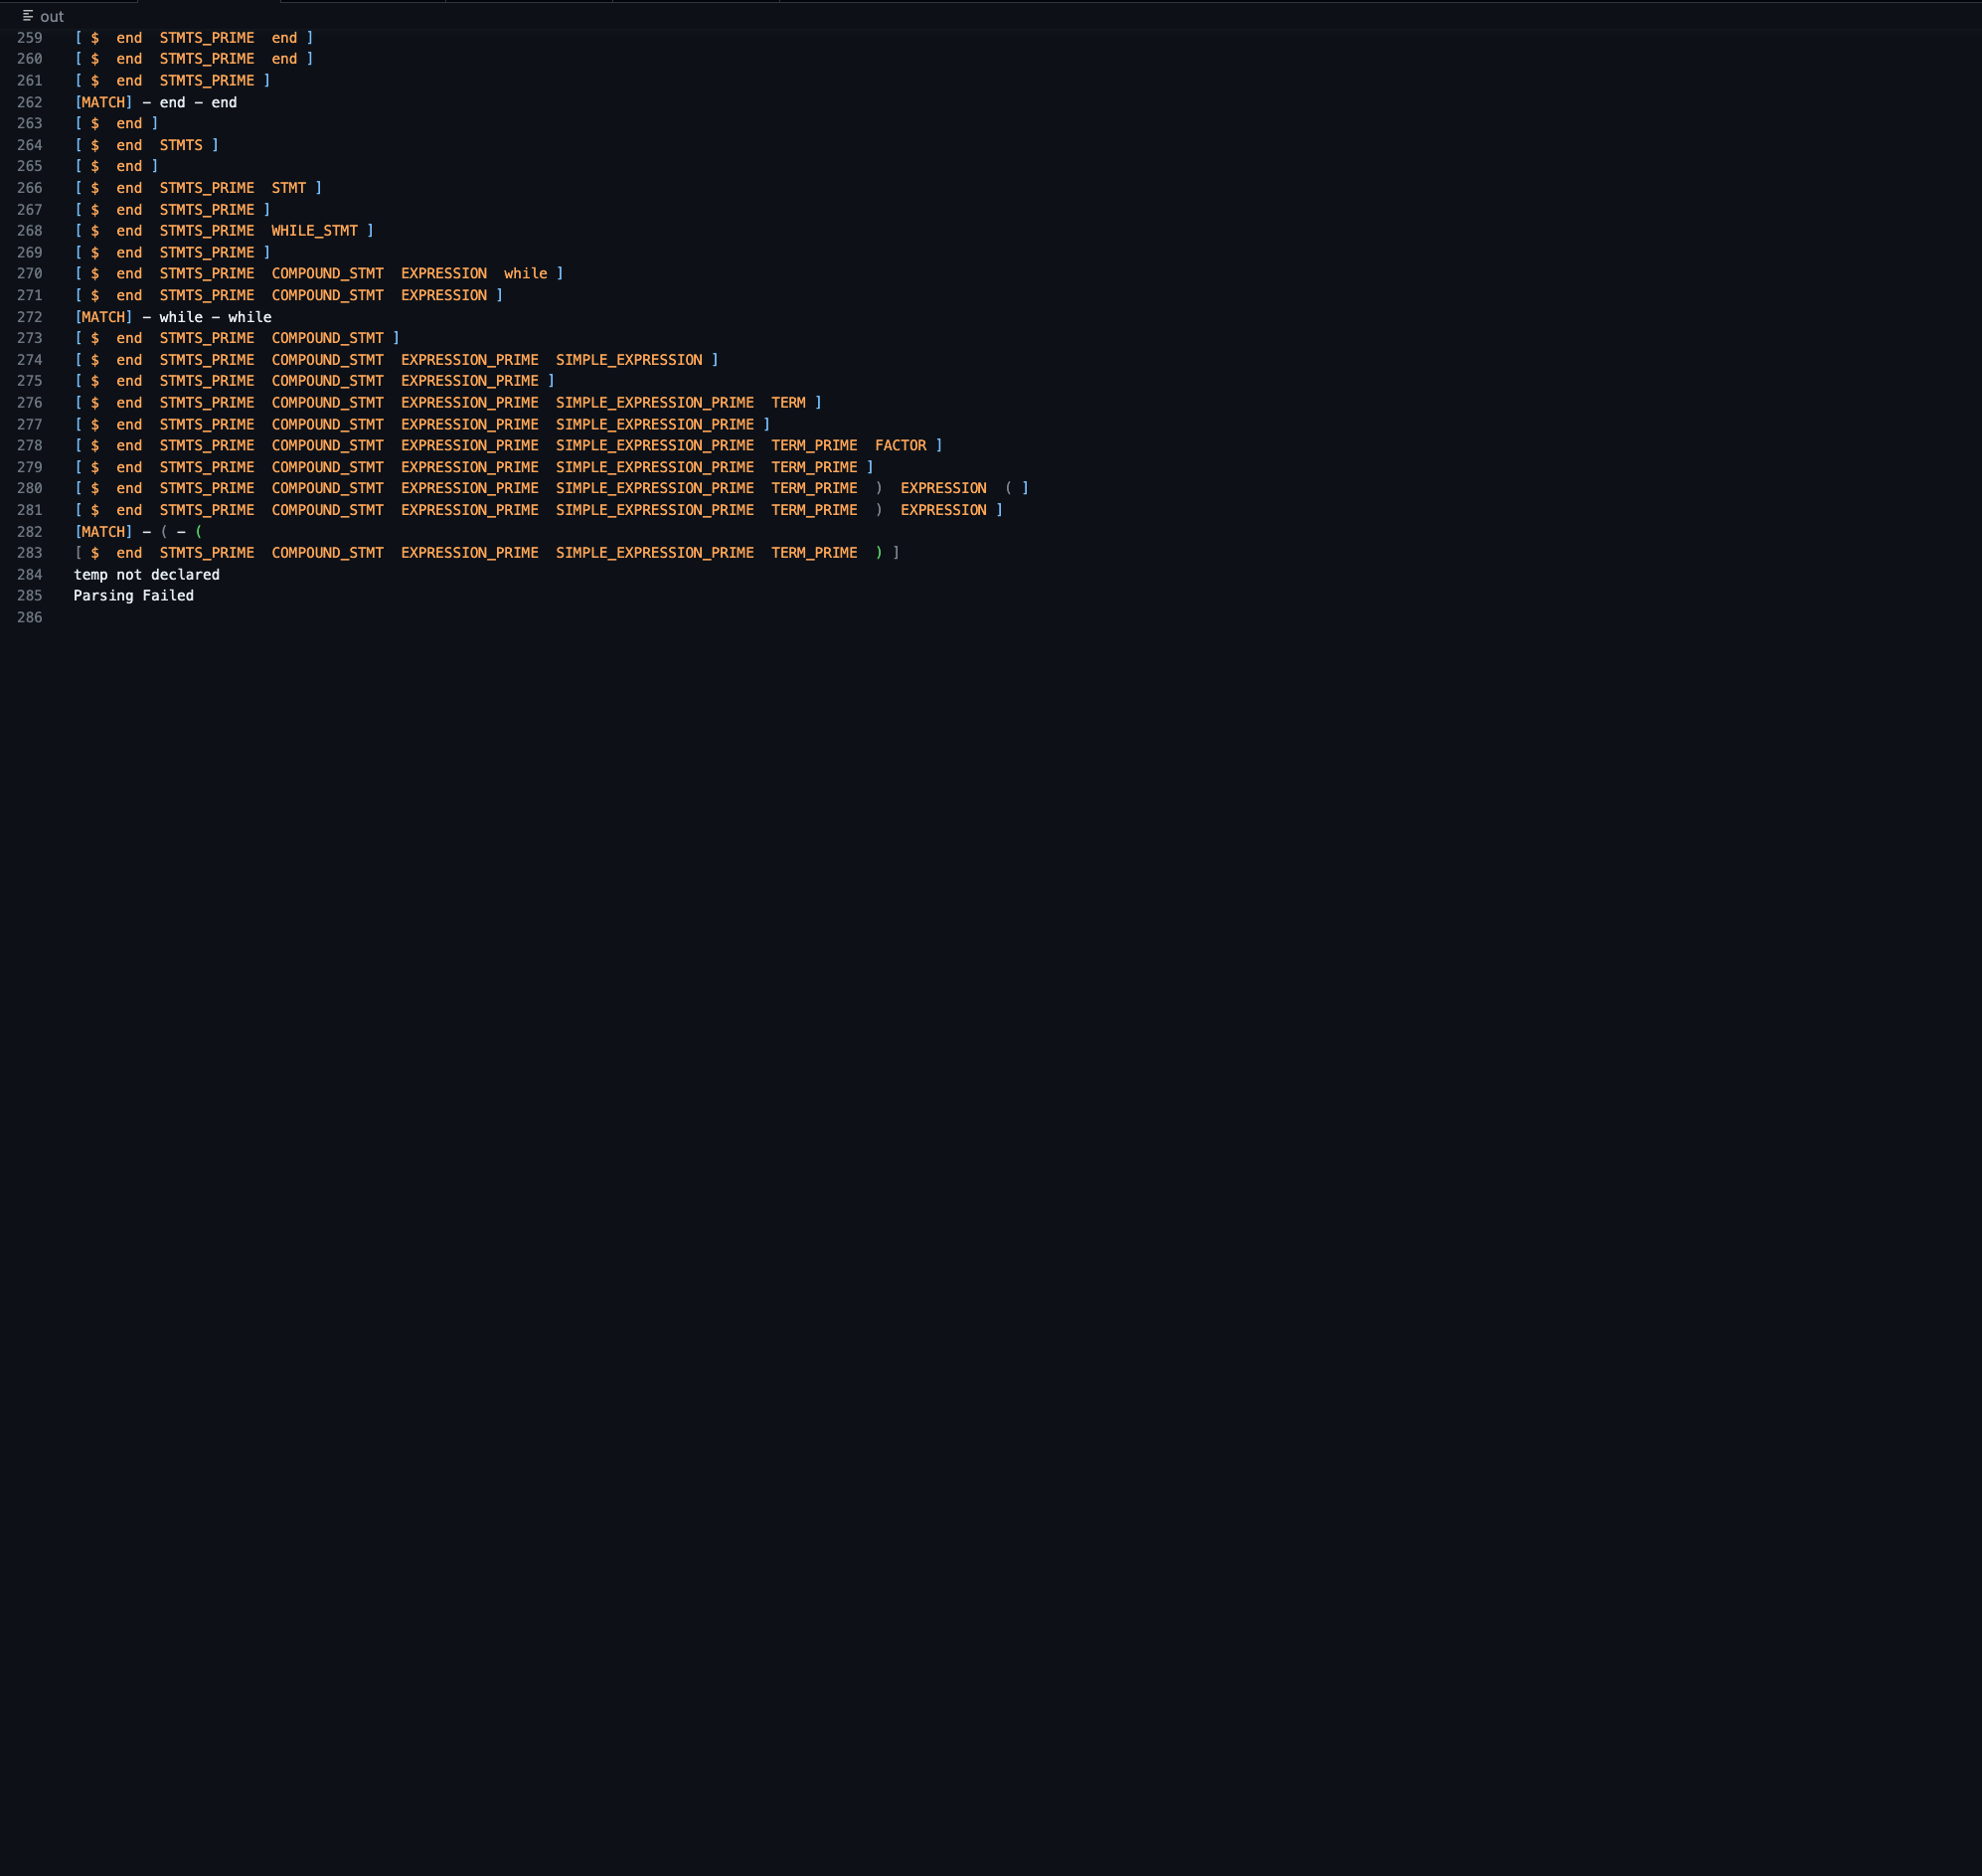 out
259 [ $ end STMTS_PRIME end ]
260 [ $ end STMTS_PRIME end ]
261 [ $ end STMTS_PRIME ]
262 [MATCH] - end - end
263 [ $ end ]
264 [ $ end STMTS ]
265 [ $ end ]
266 [ $ end STMTS_PRIME STMT ]
267 [ $ end STMTS_PRIME ]
268 [ $ end STMTS_PRIME WHILE_STMT ]
269 [ $ end STMTS_PRIME ]
270 [ $ end STMTS_PRIME COMPOUND_STMT EXPRESSION while ]
271 [ $ end STMTS_PRIME COMPOUND_STMT EXPRESSION ]
272 [MATCH] - while - while
273 [ $ end STMTS_PRIME COMPOUND_STMT ]
274 [ $ end STMTS_PRIME COMPOUND_STMT EXPRESSION_PRIME SIMPLE_EXPRESSION ]
275 [ $ end STMTS_PRIME COMPOUND_STMT EXPRESSION_PRIME ]
276 [ $ end STMTS_PRIME COMPOUND_STMT EXPRESSION_PRIME SIMPLE_EXPRESSION_PRIME TERM ]
277 [ $ end STMTS_PRIME COMPOUND_STMT EXPRESSION_PRIME SIMPLE_EXPRESSION_PRIME ]
278 [ $ end STMTS_PRIME COMPOUND_STMT EXPRESSION_PRIME SIMPLE_EXPRESSION_PRIME TERM_PRIME FACTOR ]
279 [ $ end STMTS_PRIME COMPOUND_STMT EXPRESSION_PRIME SIMPLE_EXPRESSION_PRIME TERM_PRIME ]
280 [ $ end STMTS_PRIME COMPOUND_STMT EXPRESSION_PRIME SIMPLE_EXPRESSION_PRIME TERM_PRIME ) EXPRESSION ( ]
281 [ $ end STMTS_PRIME COMPOUND_STMT EXPRESSION_PRIME SIMPLE_EXPRESSION_PRIME TERM_PRIME ) EXPRESSION ]
282 [MATCH] - ( - (
283 [ $ end STMTS_PRIME COMPOUND_STMT EXPRESSION_PRIME SIMPLE_EXPRESSION_PRIME TERM_PRIME ) ]
284 temp not declared
285 Parsing Failed
286